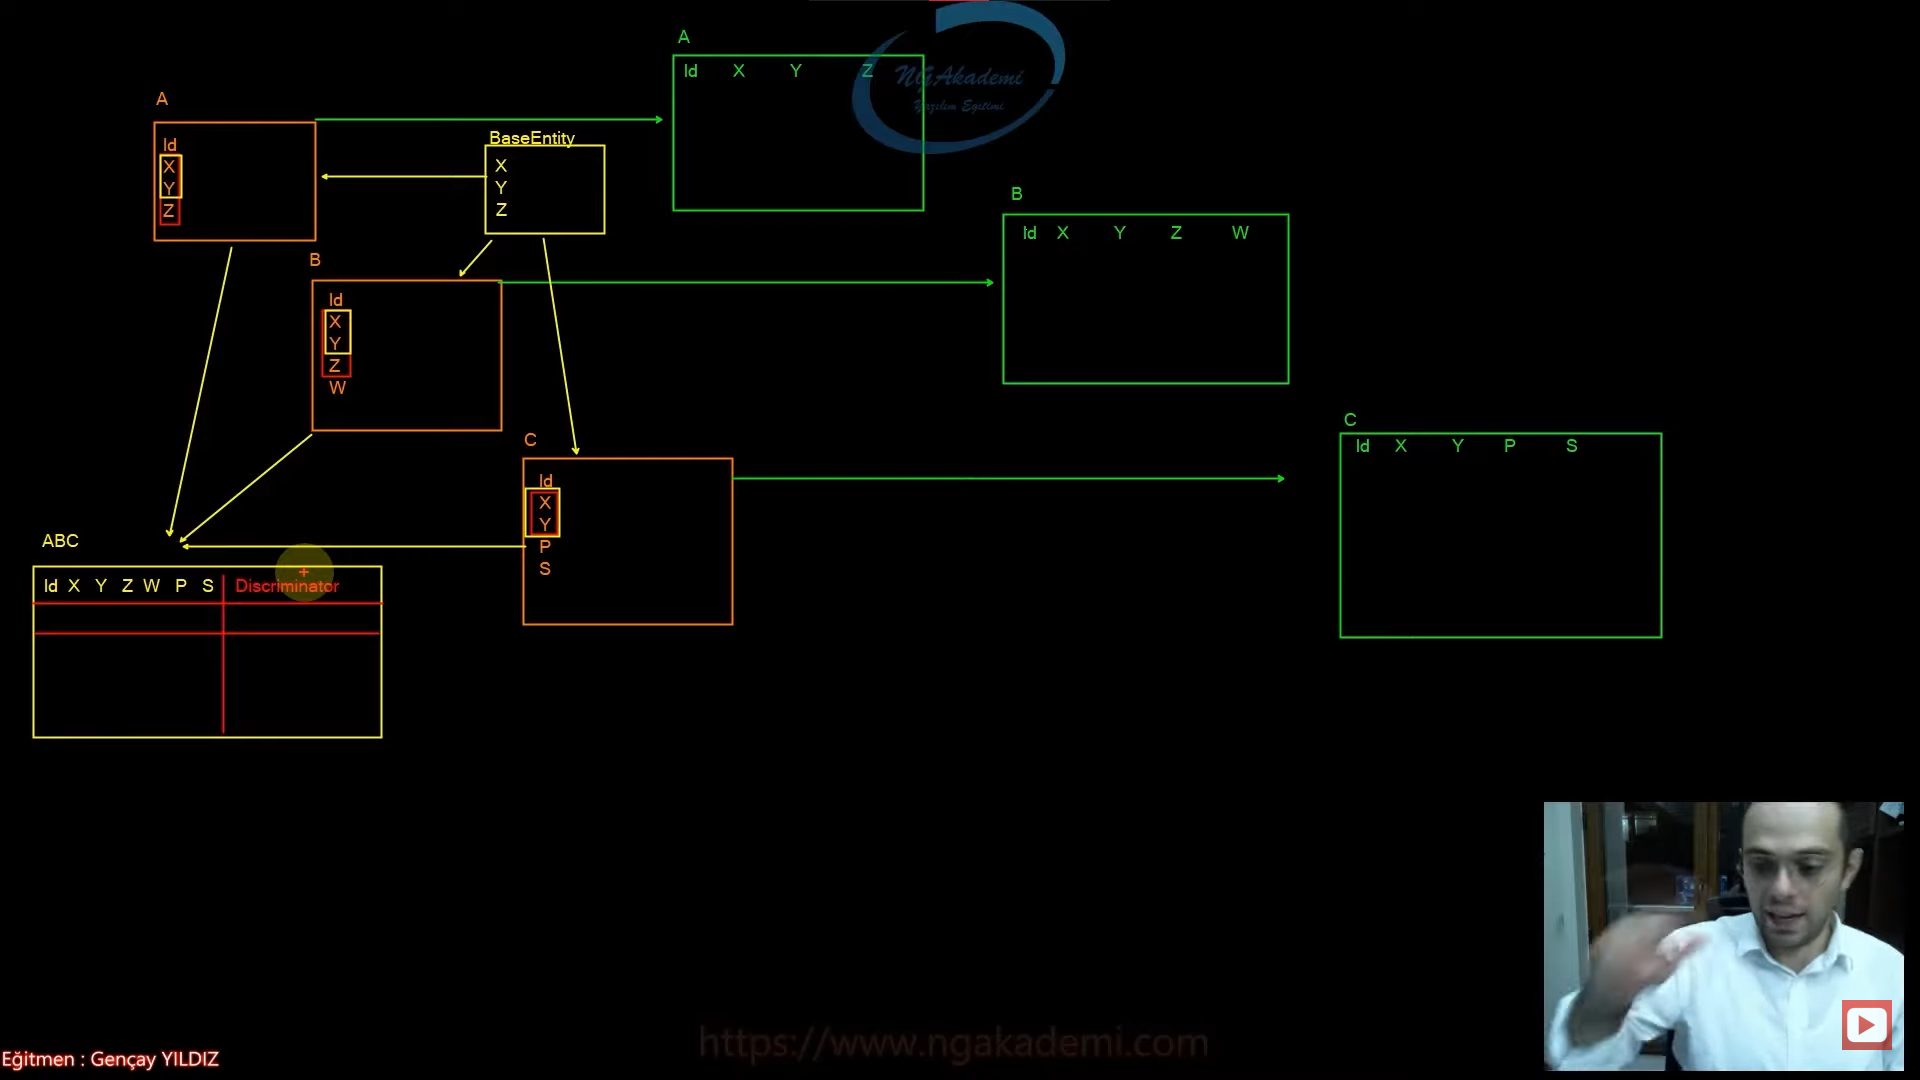 A
Id X Y Z
NGAkademi
Yazılım Eğitimi
A
Id
X
Y
Z
BaseEntity
X
Y
Z
B
Id X Y Z W
B
Id
X
Y
Z
W
C
Id X Y P S
C
Id
X
Y
P
S
ABC
Id X Y Z W P S Discriminator
https://www.ngakademi.com
Eğitmen : Gençay YILDIZ